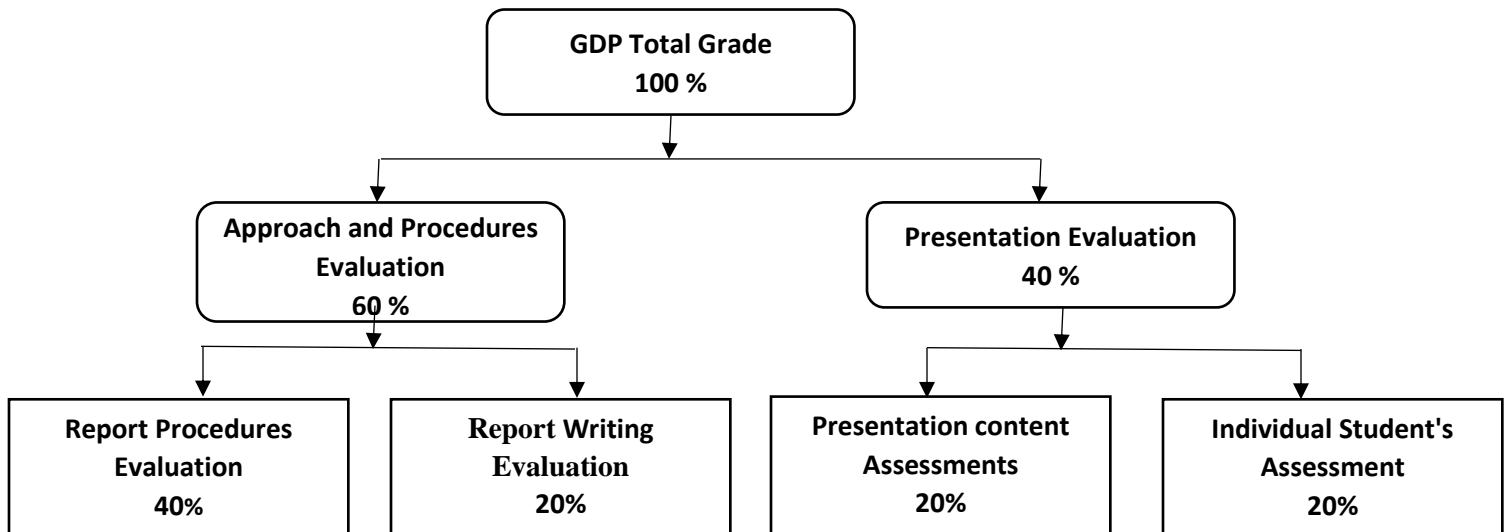 GDP Total Grade
100 %
Approach and Procedures
Evaluation
60 %
Presentation Evaluation
40 %
Report Procedures
Evaluation
40%
Report Writing
Evaluation
20%
Presentation content
Assessments
20%
Individual Student's
Assessment
20%